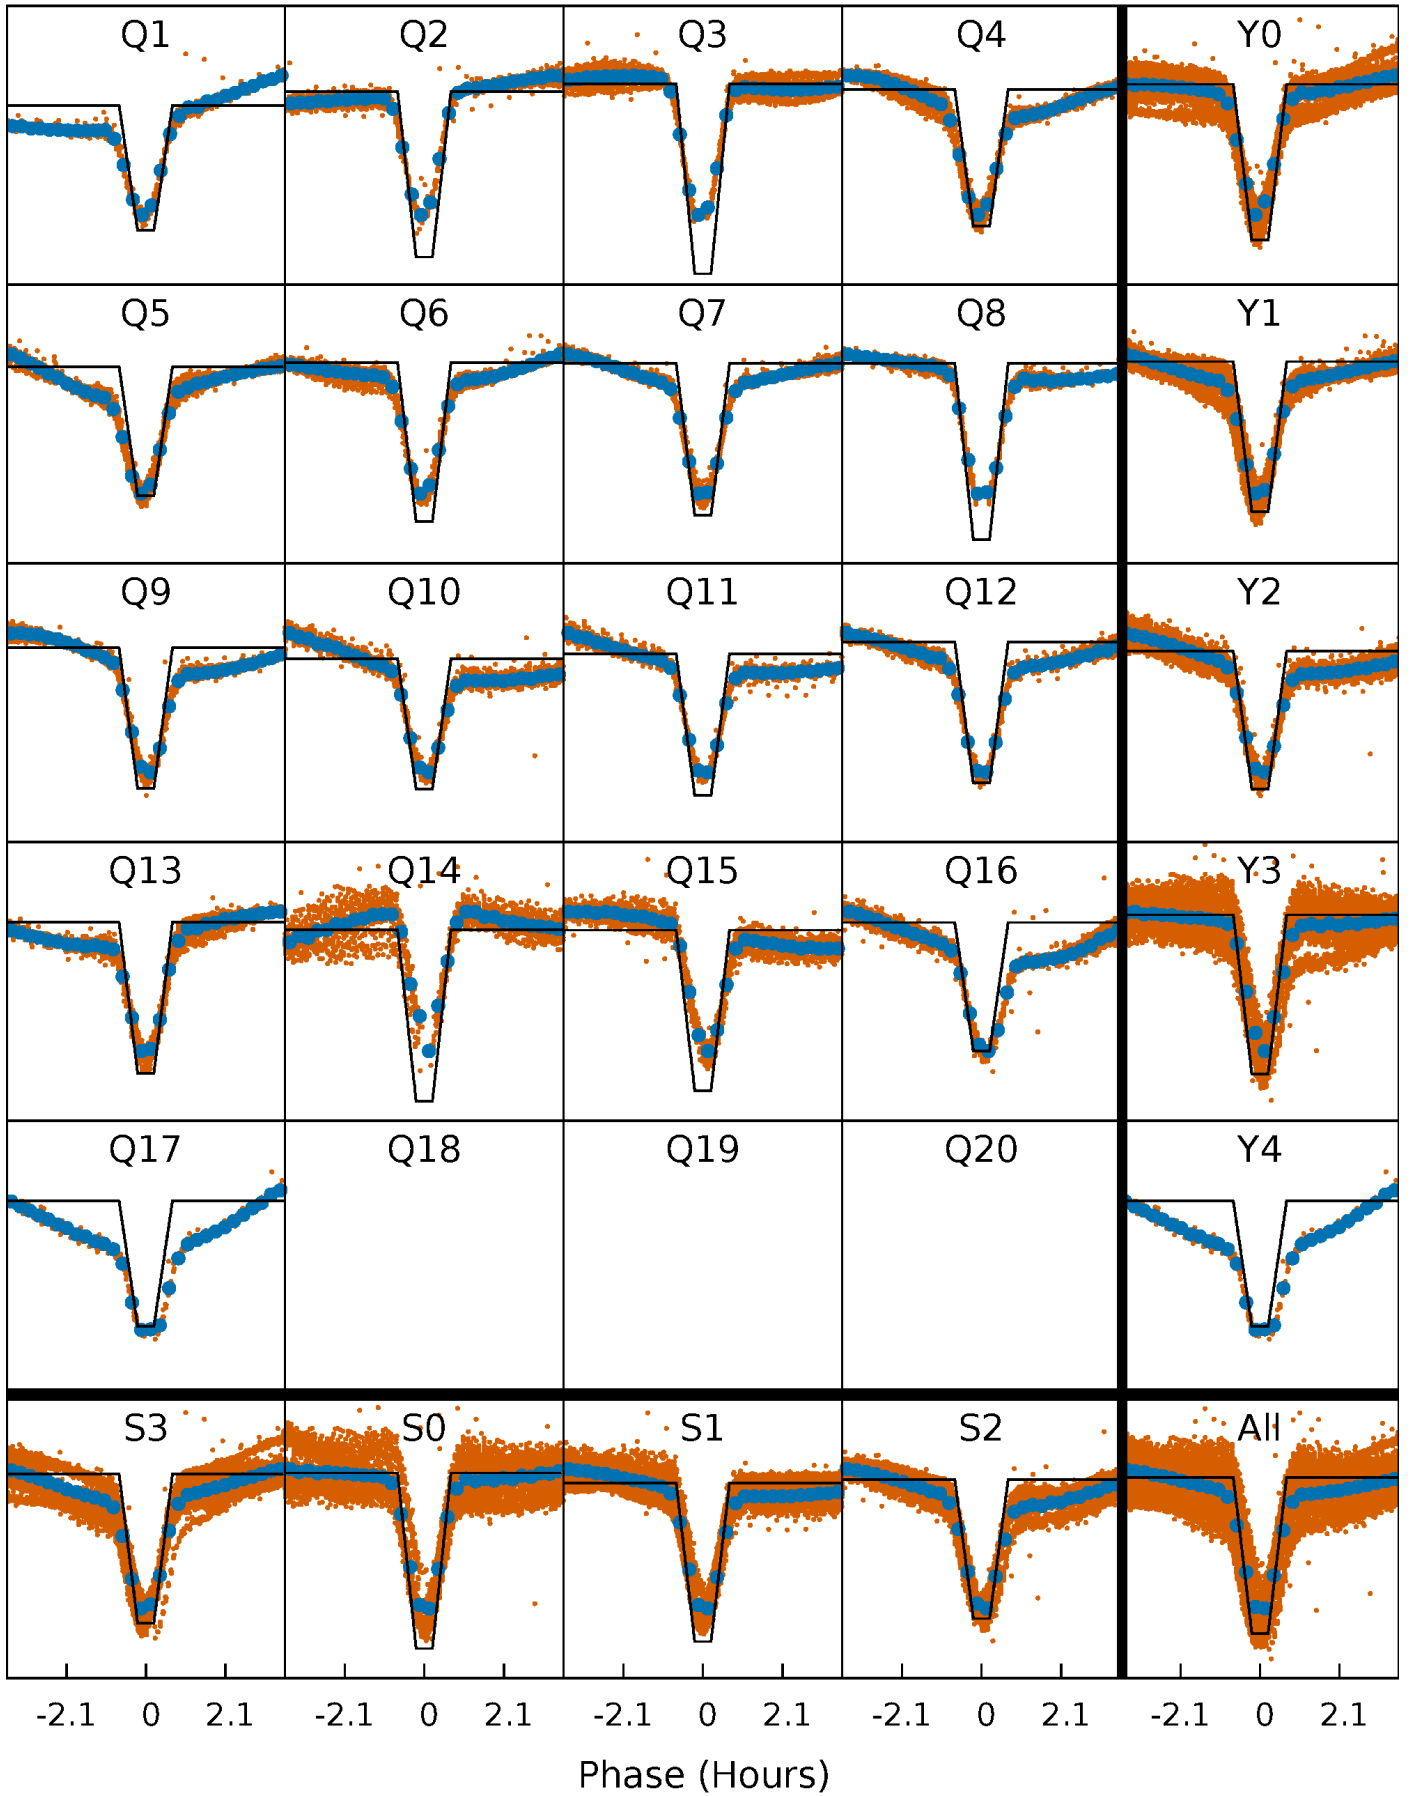 Q1 Q2 Q3 Q4 Y0
Q5 Q6 Q7 Q8 Y1
Q9 Q10 Q11 Q12 Y2
Q13 Q14 Q15 Q16 Y3
Q17 Q18 Q19 Q20 Y4
S3 S0 S1 S2 All
-2.1 0 2.1 -2.1 0 2.1 -2.1 0 2.1 -2.1 0 2.1 -2.1 0 2.1
Phase (Hours)